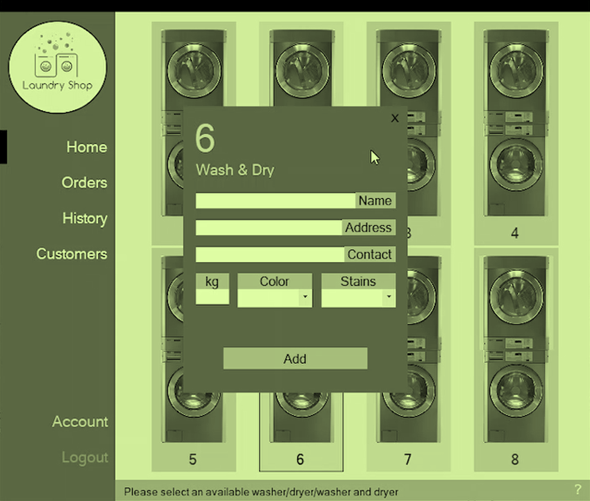 Laundry Shop
Home
Orders
History
Customers
Account
Logout
X
6
Wash & Dry
Name
Address
Contact
kg
Color
Stains
Add
3
4
5
6
7
8
Please select an available washer/dryer/washer and dryer
?